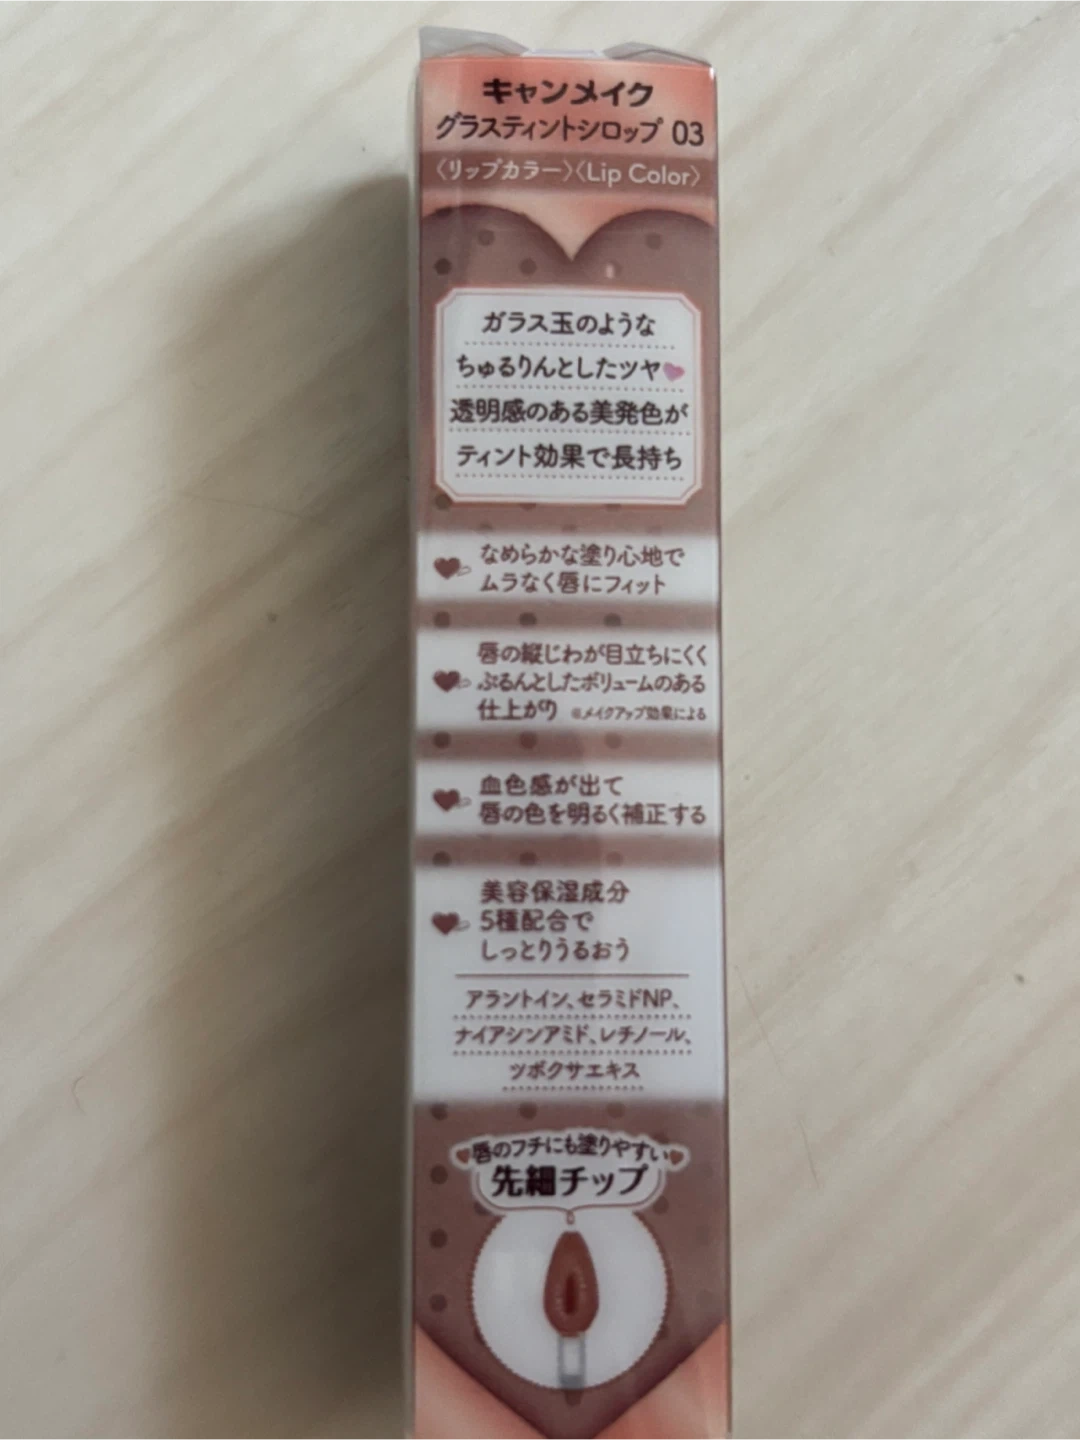 キャンメイク
グラスティントシロップ 03
〈リップカラー〉〈Lip Color〉
ガラス玉のような
ちゅるりんとしたツヤ
透明感のある美発色が
ティント効果で長持ち
なめらかな塗り心地で
ムラなく唇にフィット
唇の縦じわが目立ちにくく
ぷるんとしたボリュームのある
仕上がり ※メイクアップ効果による
血色感が出て
唇の色を明るく補正する
美容保湿成分
5種配合で
しっとりうるおう
アラントイン、セラミドNP、
ナイアシンアミド、レチノール、
ツボクサエキス
唇のフチにも塗りやすい
先細チップ